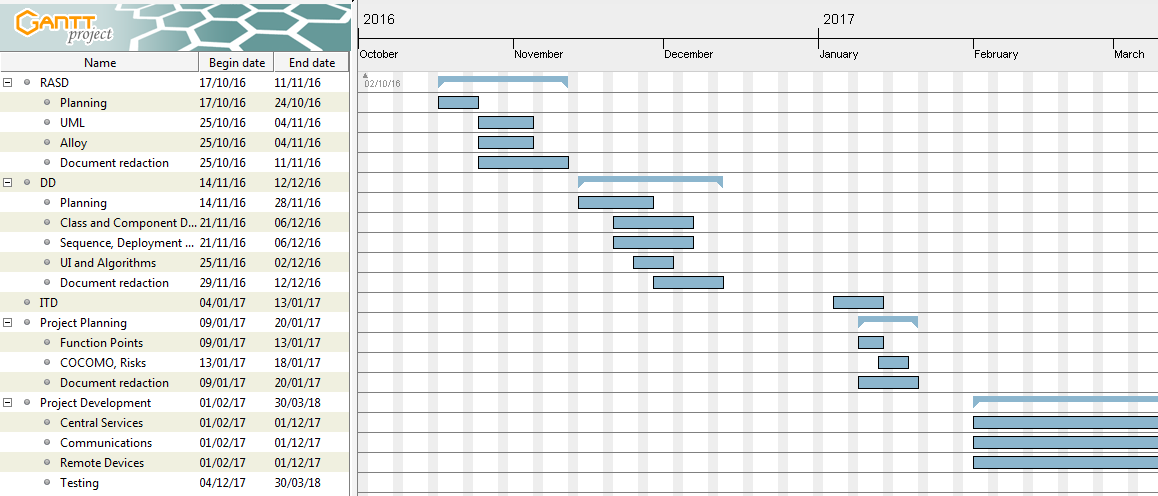 GANTT project
2016 2017
October November December January February March
Name Begin date End date
02/10/16
RASD 17/10/16 11/11/16
Planning 17/10/16 24/10/16
UML 25/10/16 04/11/16
Alloy 25/10/16 04/11/16
Document redaction 25/10/16 11/11/16
DD 14/11/16 12/12/16
Planning 14/11/16 28/11/16
Class and Component D... 21/11/16 06/12/16
Sequence, Deployment ... 21/11/16 06/12/16
UI and Algorithms 25/11/16 02/12/16
Document redaction 29/11/16 12/12/16
ITD 04/01/17 13/01/17
Project Planning 09/01/17 20/01/17
Function Points 09/01/17 13/01/17
COCOMO, Risks 13/01/17 18/01/17
Document redaction 09/01/17 20/01/17
Project Development 01/02/17 30/03/18
Central Services 01/02/17 01/12/17
Communications 01/02/17 01/12/17
Remote Devices 01/02/17 01/12/17
Testing 04/12/17 30/03/18